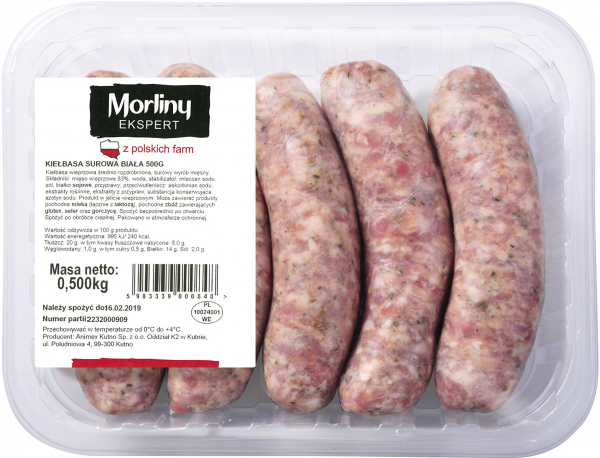 Morliny
EKSPERT
z polskich farm
KIEŁBASA SUROWA BIAŁA 500G
Kiełbasa wieprzowa średnio rozdrobniona, surowy wyrób mięsny.
Składniki: mięso wieprzowe 83%, woda, stabilizator: mleczan sodu;
sól, białko sojowe, przyprawy, przeciwutleniacz: askorbinian sodu;
ekstrakty roślinne, ekstrakty z przypraw; substancja konserwująca:
azotyn sodu. Produkt w jelicie wieprzowym. Może zawierać produkty
pochodne mleka (łącznie z laktozą), pochodne zbóż zawierających
gluten, seler oraz gorczycę. Spożyć bezpośrednio po otwarciu.
Spożyć po obróbce cieplnej. Pakowano w atmosferze ochronnej.
Wartość odżywcza w 100 g produktu:
Wartość energetyczna: 995 kJ/ 240 kcal,
Tłuszcz: 20 g, w tym kwasy tłuszczowe nasycone: 8,0 g,
Węglowodany: 1,0 g, w tym cukry 0,5 g, Białko: 14 g, Sól: 2,0 g.
Masa netto:
0,500kg
5 903339 000648 >
Należy spożyć do16.02.2019
Numer partii2232000909
PL
10024001
WE
Przechowywać w temperaturze od 0°C do +4°C.
Producent: Animex Kutno Sp. z o.o. Oddział K2 w Kutnie,
ul. Południowa 4, 99-300 Kutno